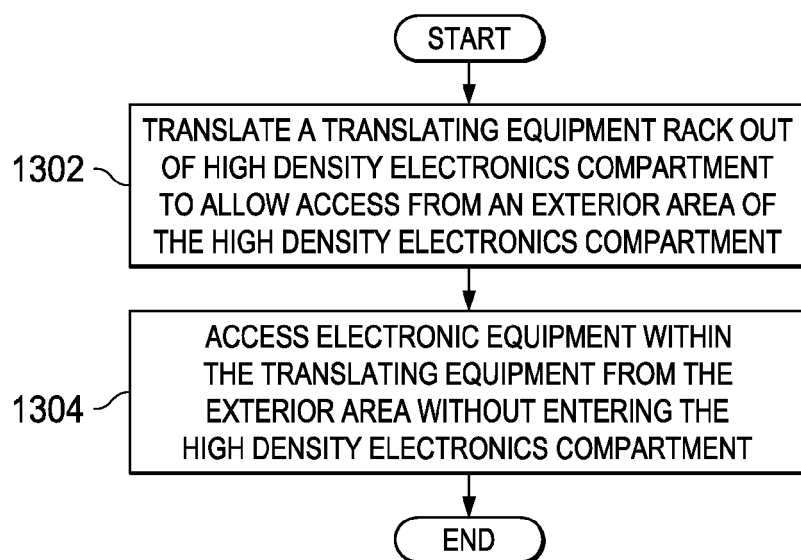 START
1302
TRANSLATE A TRANSLATING EQUIPMENT RACK OUT
OF HIGH DENSITY ELECTRONICS COMPARTMENT
TO ALLOW ACCESS FROM AN EXTERIOR AREA OF
THE HIGH DENSITY ELECTRONICS COMPARTMENT
1304
ACCESS ELECTRONIC EQUIPMENT WITHIN
THE TRANSLATING EQUIPMENT FROM THE
EXTERIOR AREA WITHOUT ENTERING THE
HIGH DENSITY ELECTRONICS COMPARTMENT
END